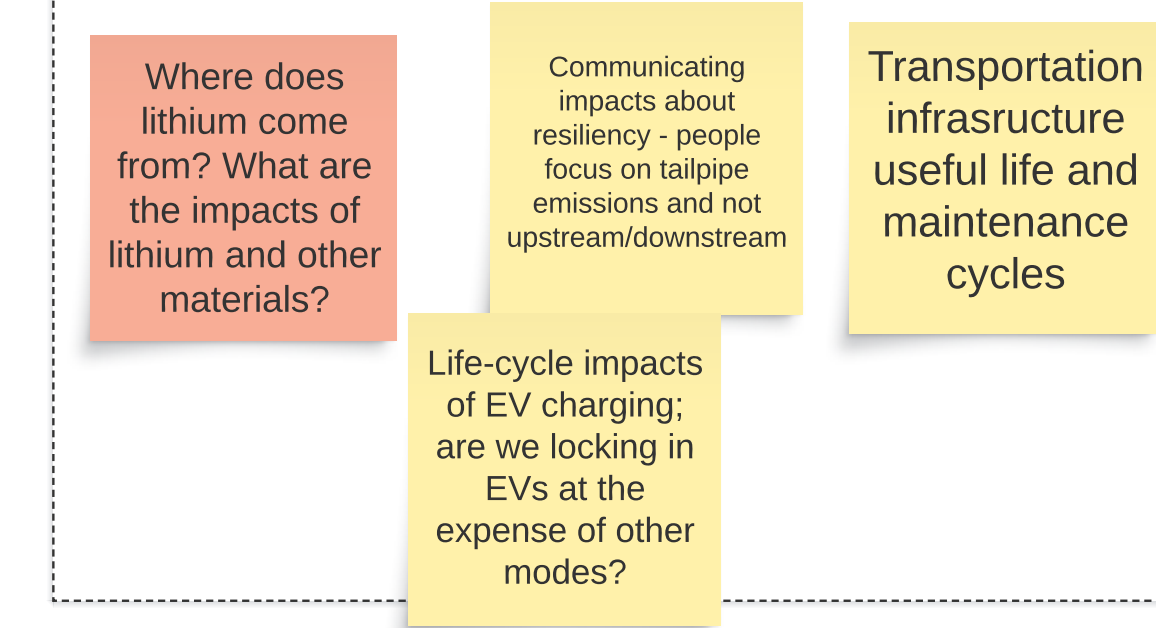 Where does
lithium come
from? What are
the impacts of
lithium and other
materials?
Communicating
impacts about
resiliency - people
focus on tailpipe
emissions and not
upstream/downstream
Transportation
infrasructure
useful life and
maintenance
cycles
Life-cycle impacts
of EV charging;
are we locking in
EVs at the
expense of other
modes?